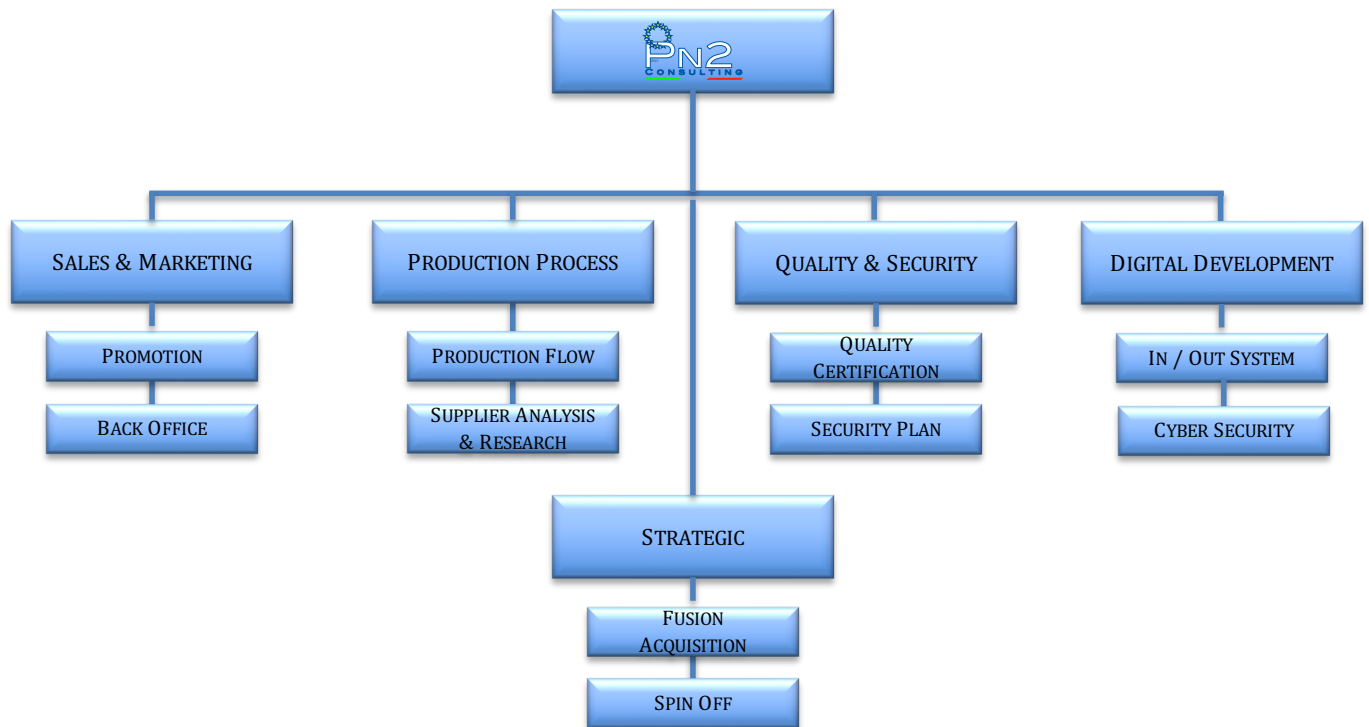 PN2
CONSULTING
SALES & MARKETING
PRODUCTION PROCESS
QUALITY & SECURITY
DIGITAL DEVELOPMENT
PROMOTION
PRODUCTION FLOW
QUALITY
CERTIFICATION
IN / OUT SYSTEM
BACK OFFICE
SUPPLIER ANALYSIS
& RESEARCH
SECURITY PLAN
CYBER SECURITY
STRATEGIC
FUSION
ACQUISITION
SPIN OFF